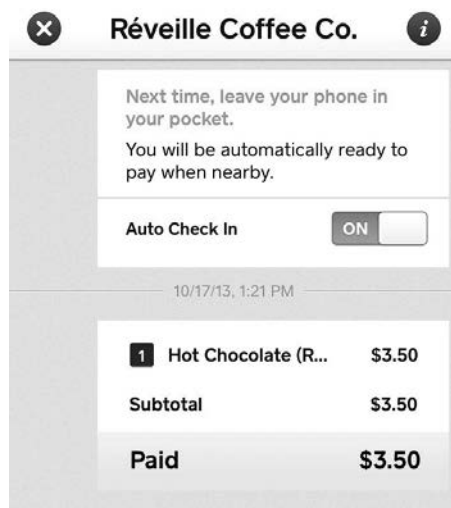 Réveille Coffee Co.
i
Next time, leave your phone in
your pocket.
You will be automatically ready to
pay when nearby.
Auto Check In ON
10/17/13, 1:21 PM
1 Hot Chocolate (R... $3.50
Subtotal $3.50
Paid $3.50